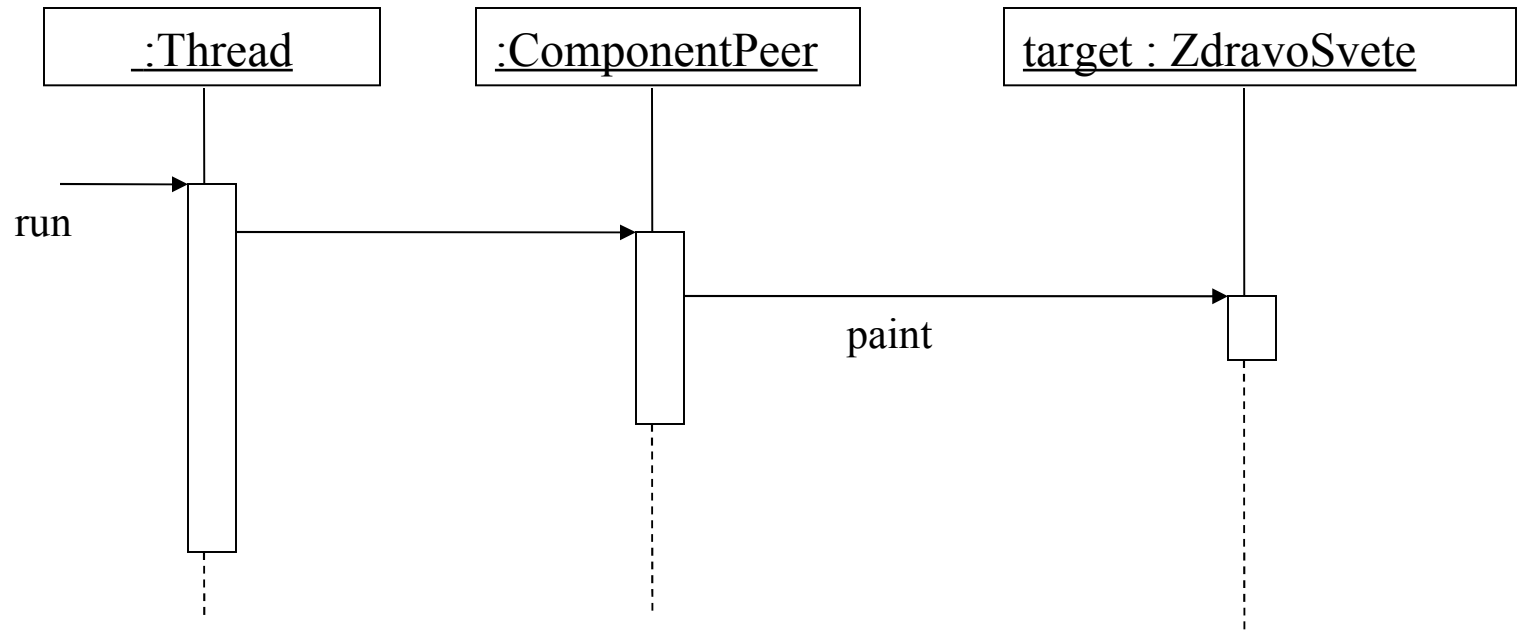 :Thread
:ComponentPeer
target : ZdravoSvete
run
paint